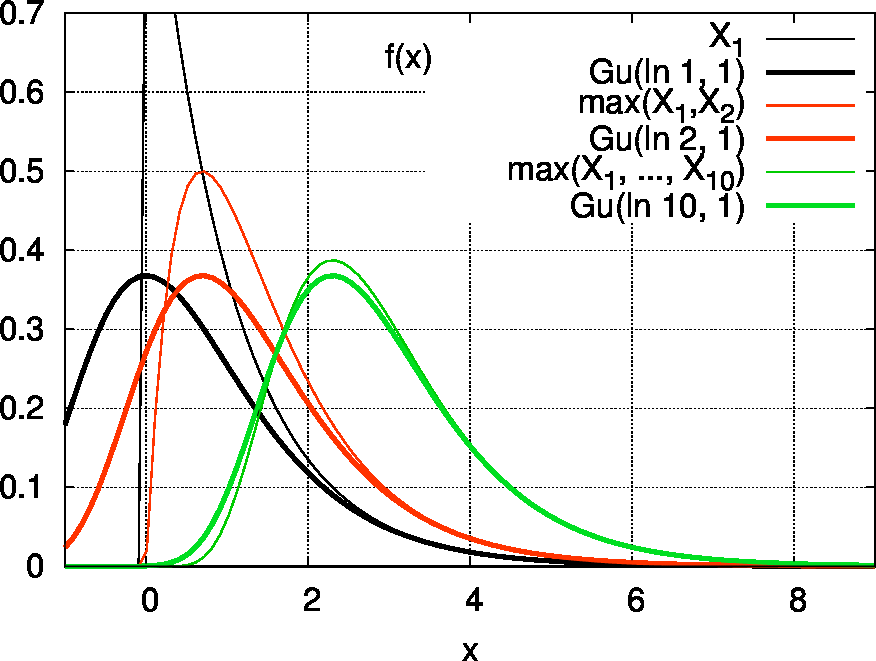 0.7
0.6
0.5
0.4
0.3
0.2
0.1
0
f(x)
X1
Gu(ln 1, 1)
max(X1,X2)
Gu(ln 2, 1)
max(X1, ..., X10)
Gu(ln 10, 1)
0 2 4 6 8
x